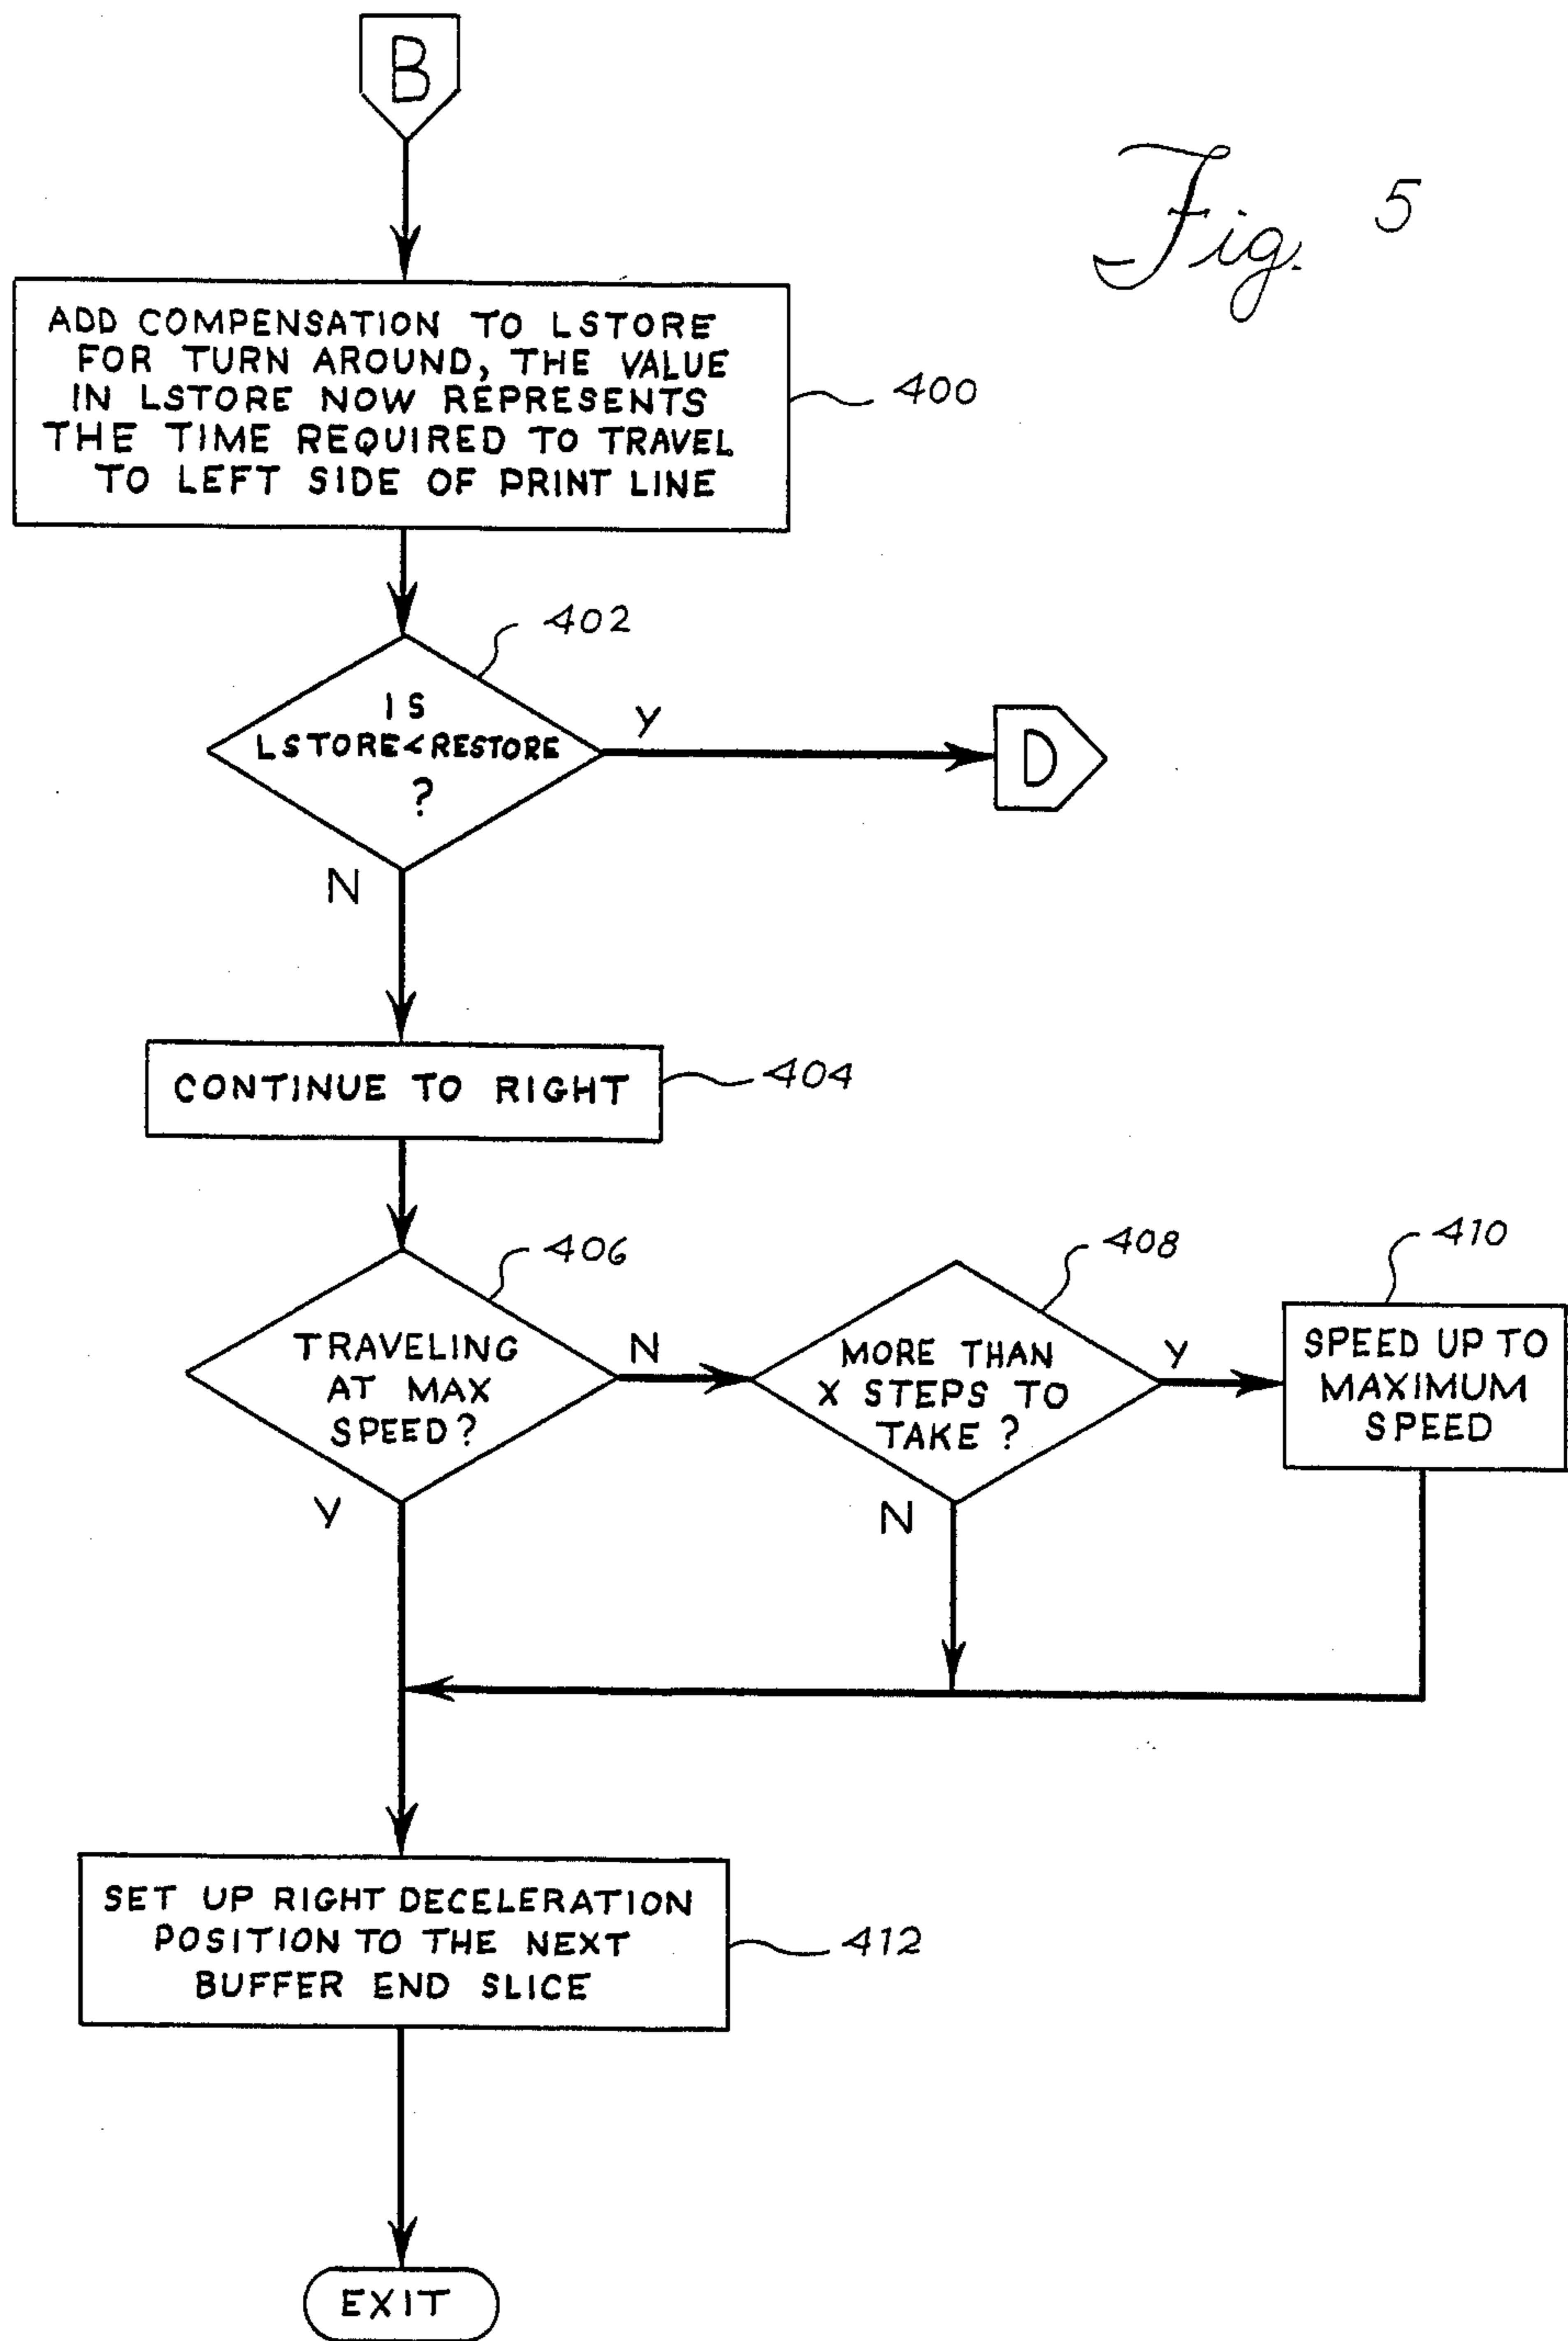 B
Fig. 5
ADD COMPENSATION TO LSTORE
FOR TURN AROUND, THE VALUE
IN LSTORE NOW REPRESENTS
THE TIME REQUIRED TO TRAVEL
TO LEFT SIDE OF PRINT LINE
400
402
IS
LSTORE<RESTORE
?
Y
D
N
CONTINUE TO RIGHT
404
406
TRAVELING
AT MAX
SPEED?
N
408
MORE THAN
X STEPS TO
TAKE?
Y
410
SPEED UP TO
MAXIMUM
SPEED
Y
N
SET UP RIGHT DECELERATION
POSITION TO THE NEXT
BUFFER END SLICE
412
EXIT